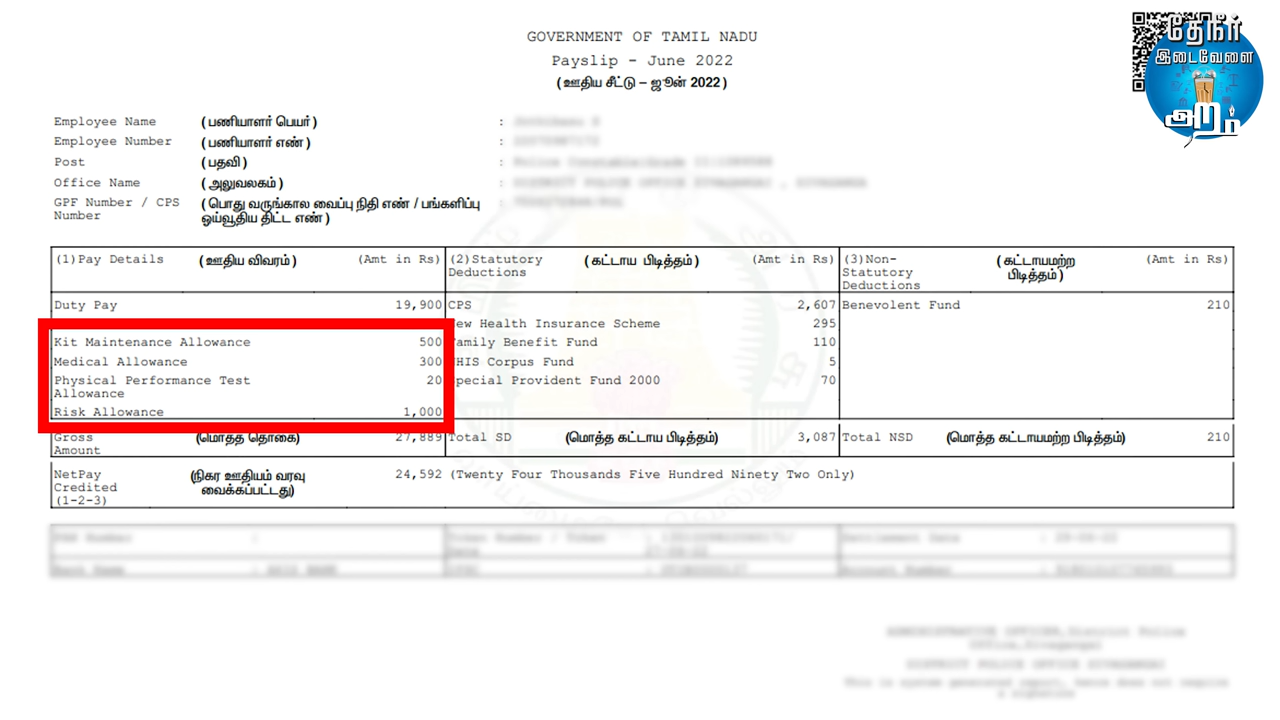 GOVERNMENT OF TAMIL NADU
Payslip - June 2022
(ஊதிய சீட்டு – ஜூன் 2022)
தேநீர்
இடைவேளை
அறம்
Employee Name (பணியாளர் பெயர்) :
Employee Number (பணியாளர் எண்) :
Post (பதவி) :
Office Name (அலுவலகம்) :
GPF Number / CPS Number (பொது வருங்கால வைப்பு நிதி எண் / பங்களிப்பு ஓய்வூதிய திட்ட எண்) :
(1)Pay Details (ஊதிய விவரம்) (Amt in Rs) (2)Statutory Deductions (கட்டாய பிடித்தம்) (Amt in Rs) (3)Non-Statutory Deductions (கட்டாயமற்ற பிடித்தம்) (Amt in Rs)
Duty Pay 19,900 CPS 2,607 Benevolent Fund 210
ew Health Insurance Scheme 295
Kit Maintenance Allowance 500 amily Benefit Fund 110
Medical Allowance 300 HIS Corpus Fund 5
Physical Performance Test Allowance 20 pecial Provident Fund 2000 70
Risk Allowance 1,000
Gross Amount (மொத்த தொகை) 27,889 Total SD (மொத்த கட்டாய பிடித்தம்) 3,087 Total NSD (மொத்த கட்டாயமற்ற பிடித்தம்) 210
NetPay Credited (1-2-3) (நிகர ஊதியம் வரவு வைக்கப்பட்டது) 24,592 (Twenty Four Thousands Five Hundred Ninety Two Only)